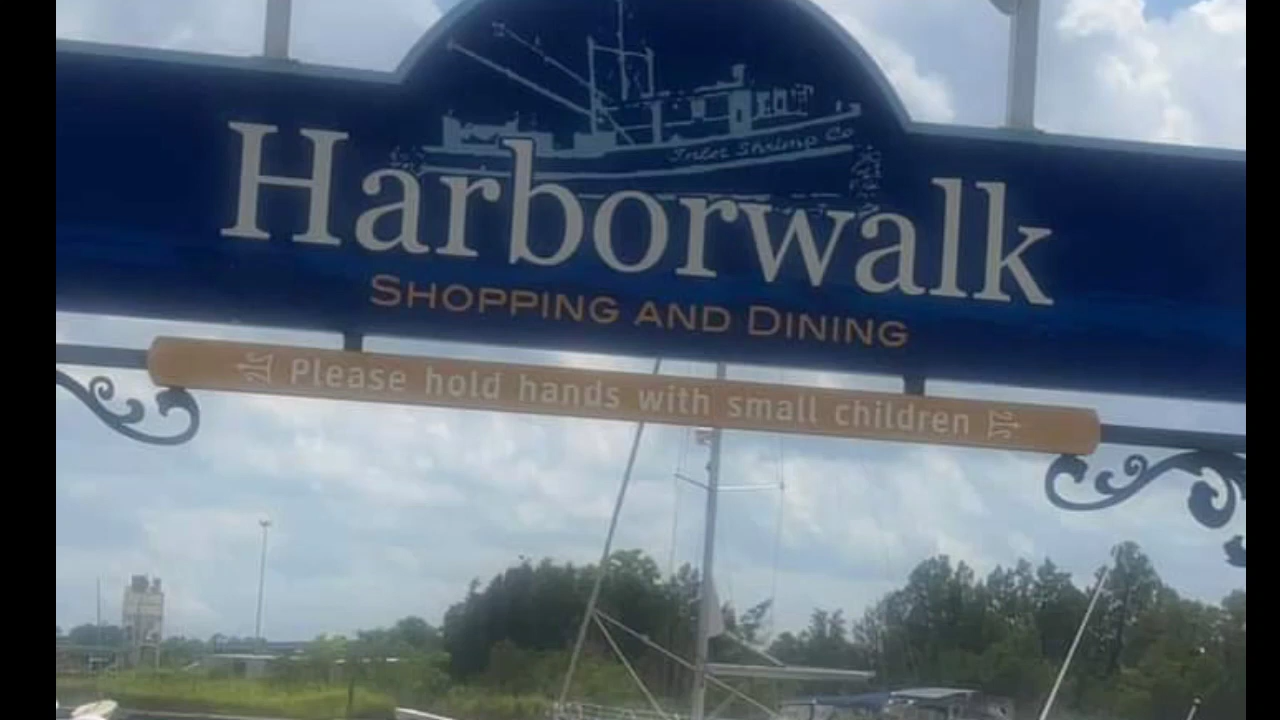 Inlet Shrimp Co
Harborwalk
SHOPPING AND DINING
Please hold hands with small children